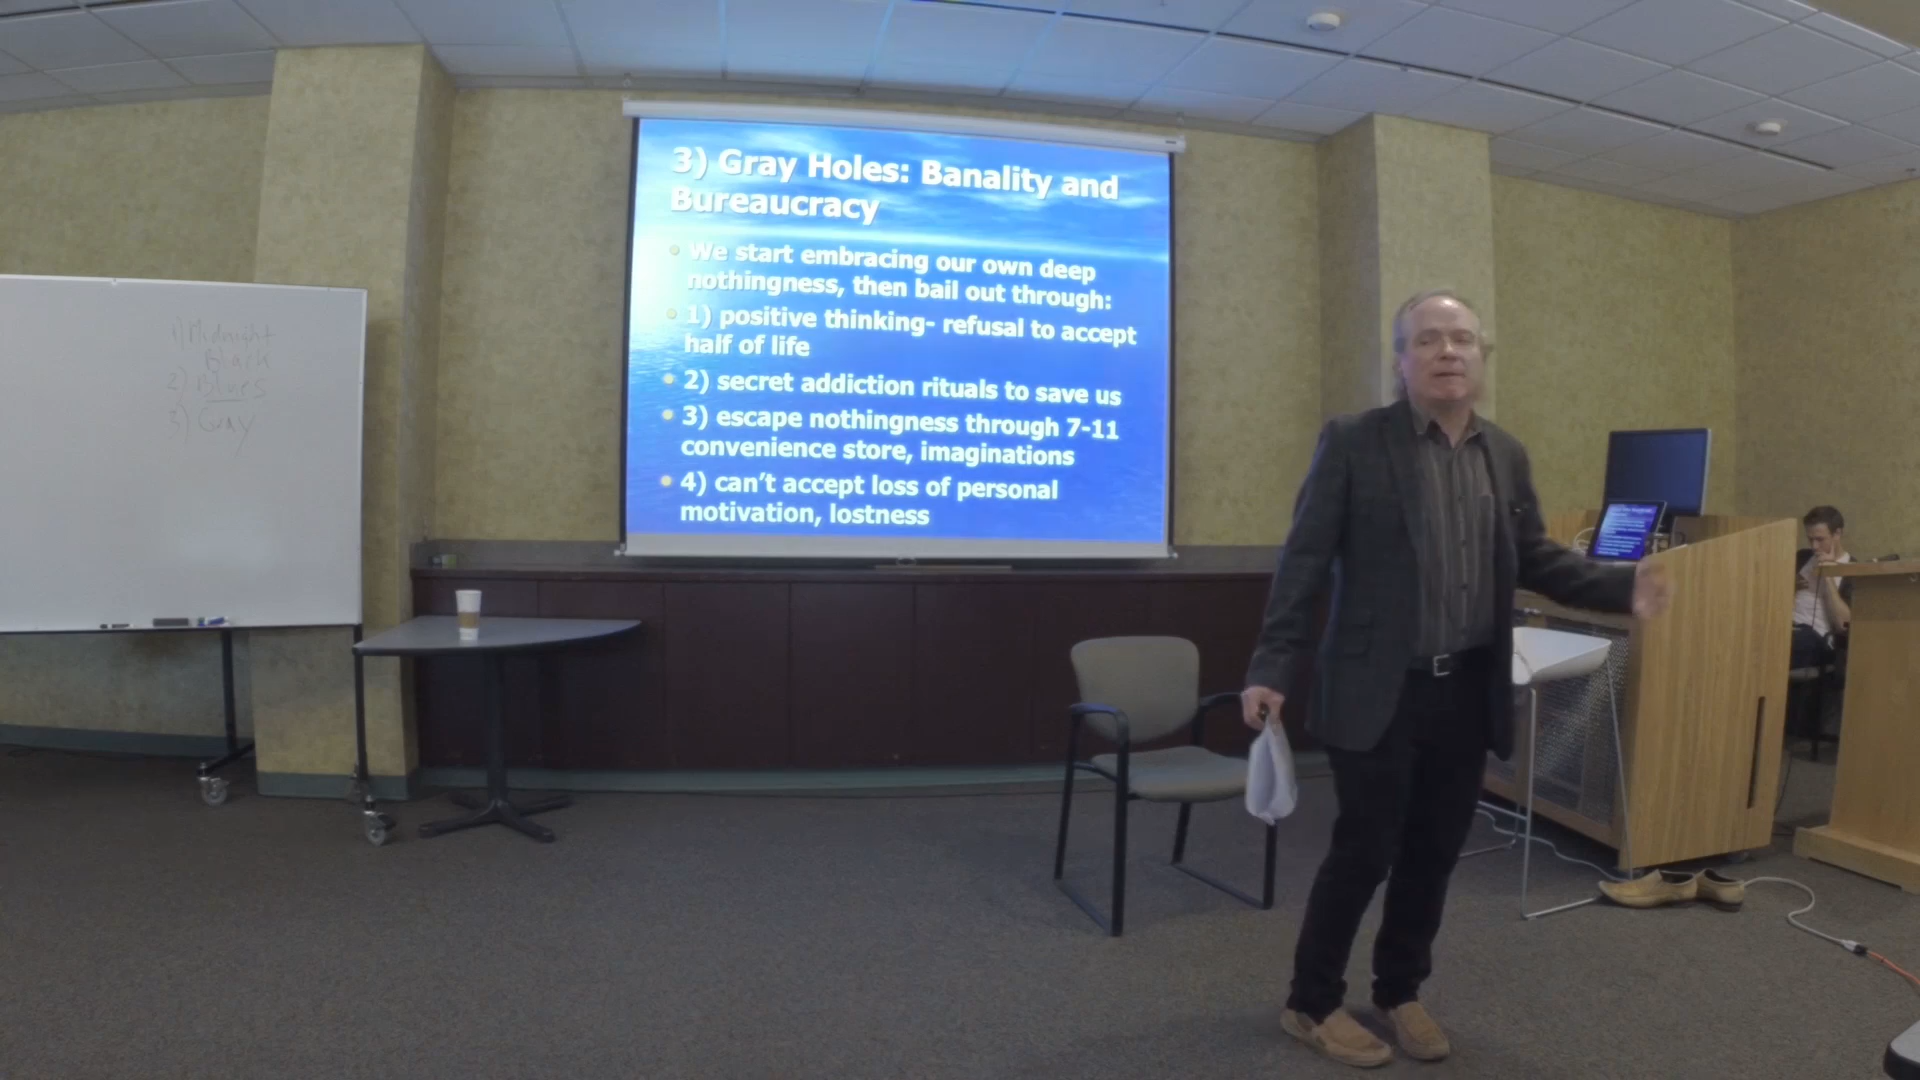 3) Gray Holes: Banality and
Bureaucracy
We start embracing our own deep
nothingness, then bail out through:
1) positive thinking- refusal to accept
half of life
2) secret addiction rituals to save us
3) escape nothingness through 7-11
convenience store, imaginations
4) can't accept loss of personal
motivation, lostness
1) Midnight
Black
2) Blues
3) Gray